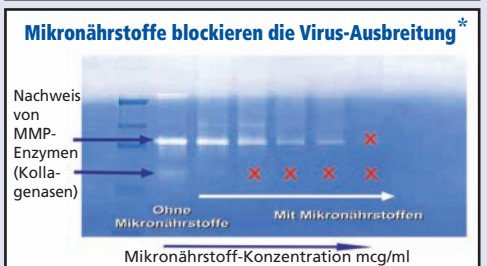 Mikronährstoffe blockieren die Virus-Ausbreitung*
Nachweis
von
MMP-
Enzymen
(Kolla-
genasen)
Ohne
Mikronährstoffe
Mit Mikronährstoffen
Mikronährstoff-Konzentration mcg/ml